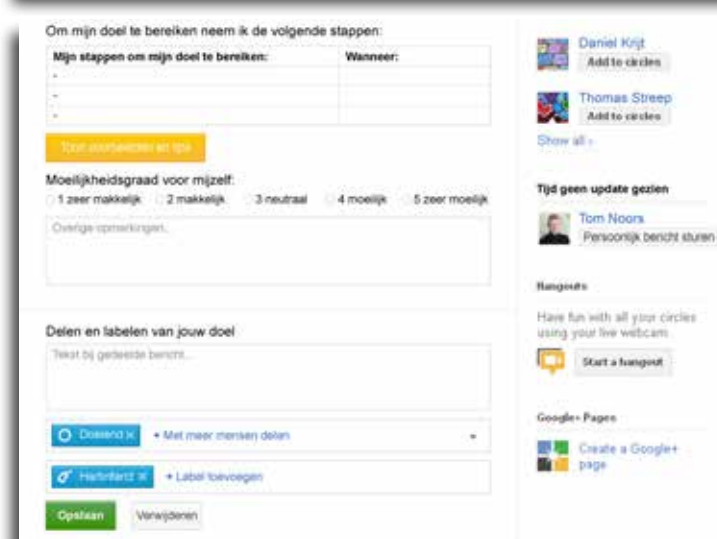 Om mijn doel te bereiken neem ik de volgende stappen:
Mijn stappen om mijn doel te bereiken: Wanneer:
-
-
-
Toon voorbeelden en tips
Moeilijkheidsgraad voor mijzelf:
1 zeer makkelijk 2 makkelijk 3 neutraal 4 moeilijk 5 zeer moeilijk
Overige opmerkingen..
Delen en labelen van jouw doel
Tekst bij gedeelde bericht..
+ Met meer mensen delen
+ Label toevoegen
Opslaan Verwijderen
Daniel Krijt
Add to circles
Thomas Streep
Add to circles
Show all ›
Tijd geen update gezien
Tom Noors
Persoonlijk bericht sturen
Hangouts
Have fun with all your circles
using your live webcam.
Start a hangout
Google+ Pages
Create a Google+
page